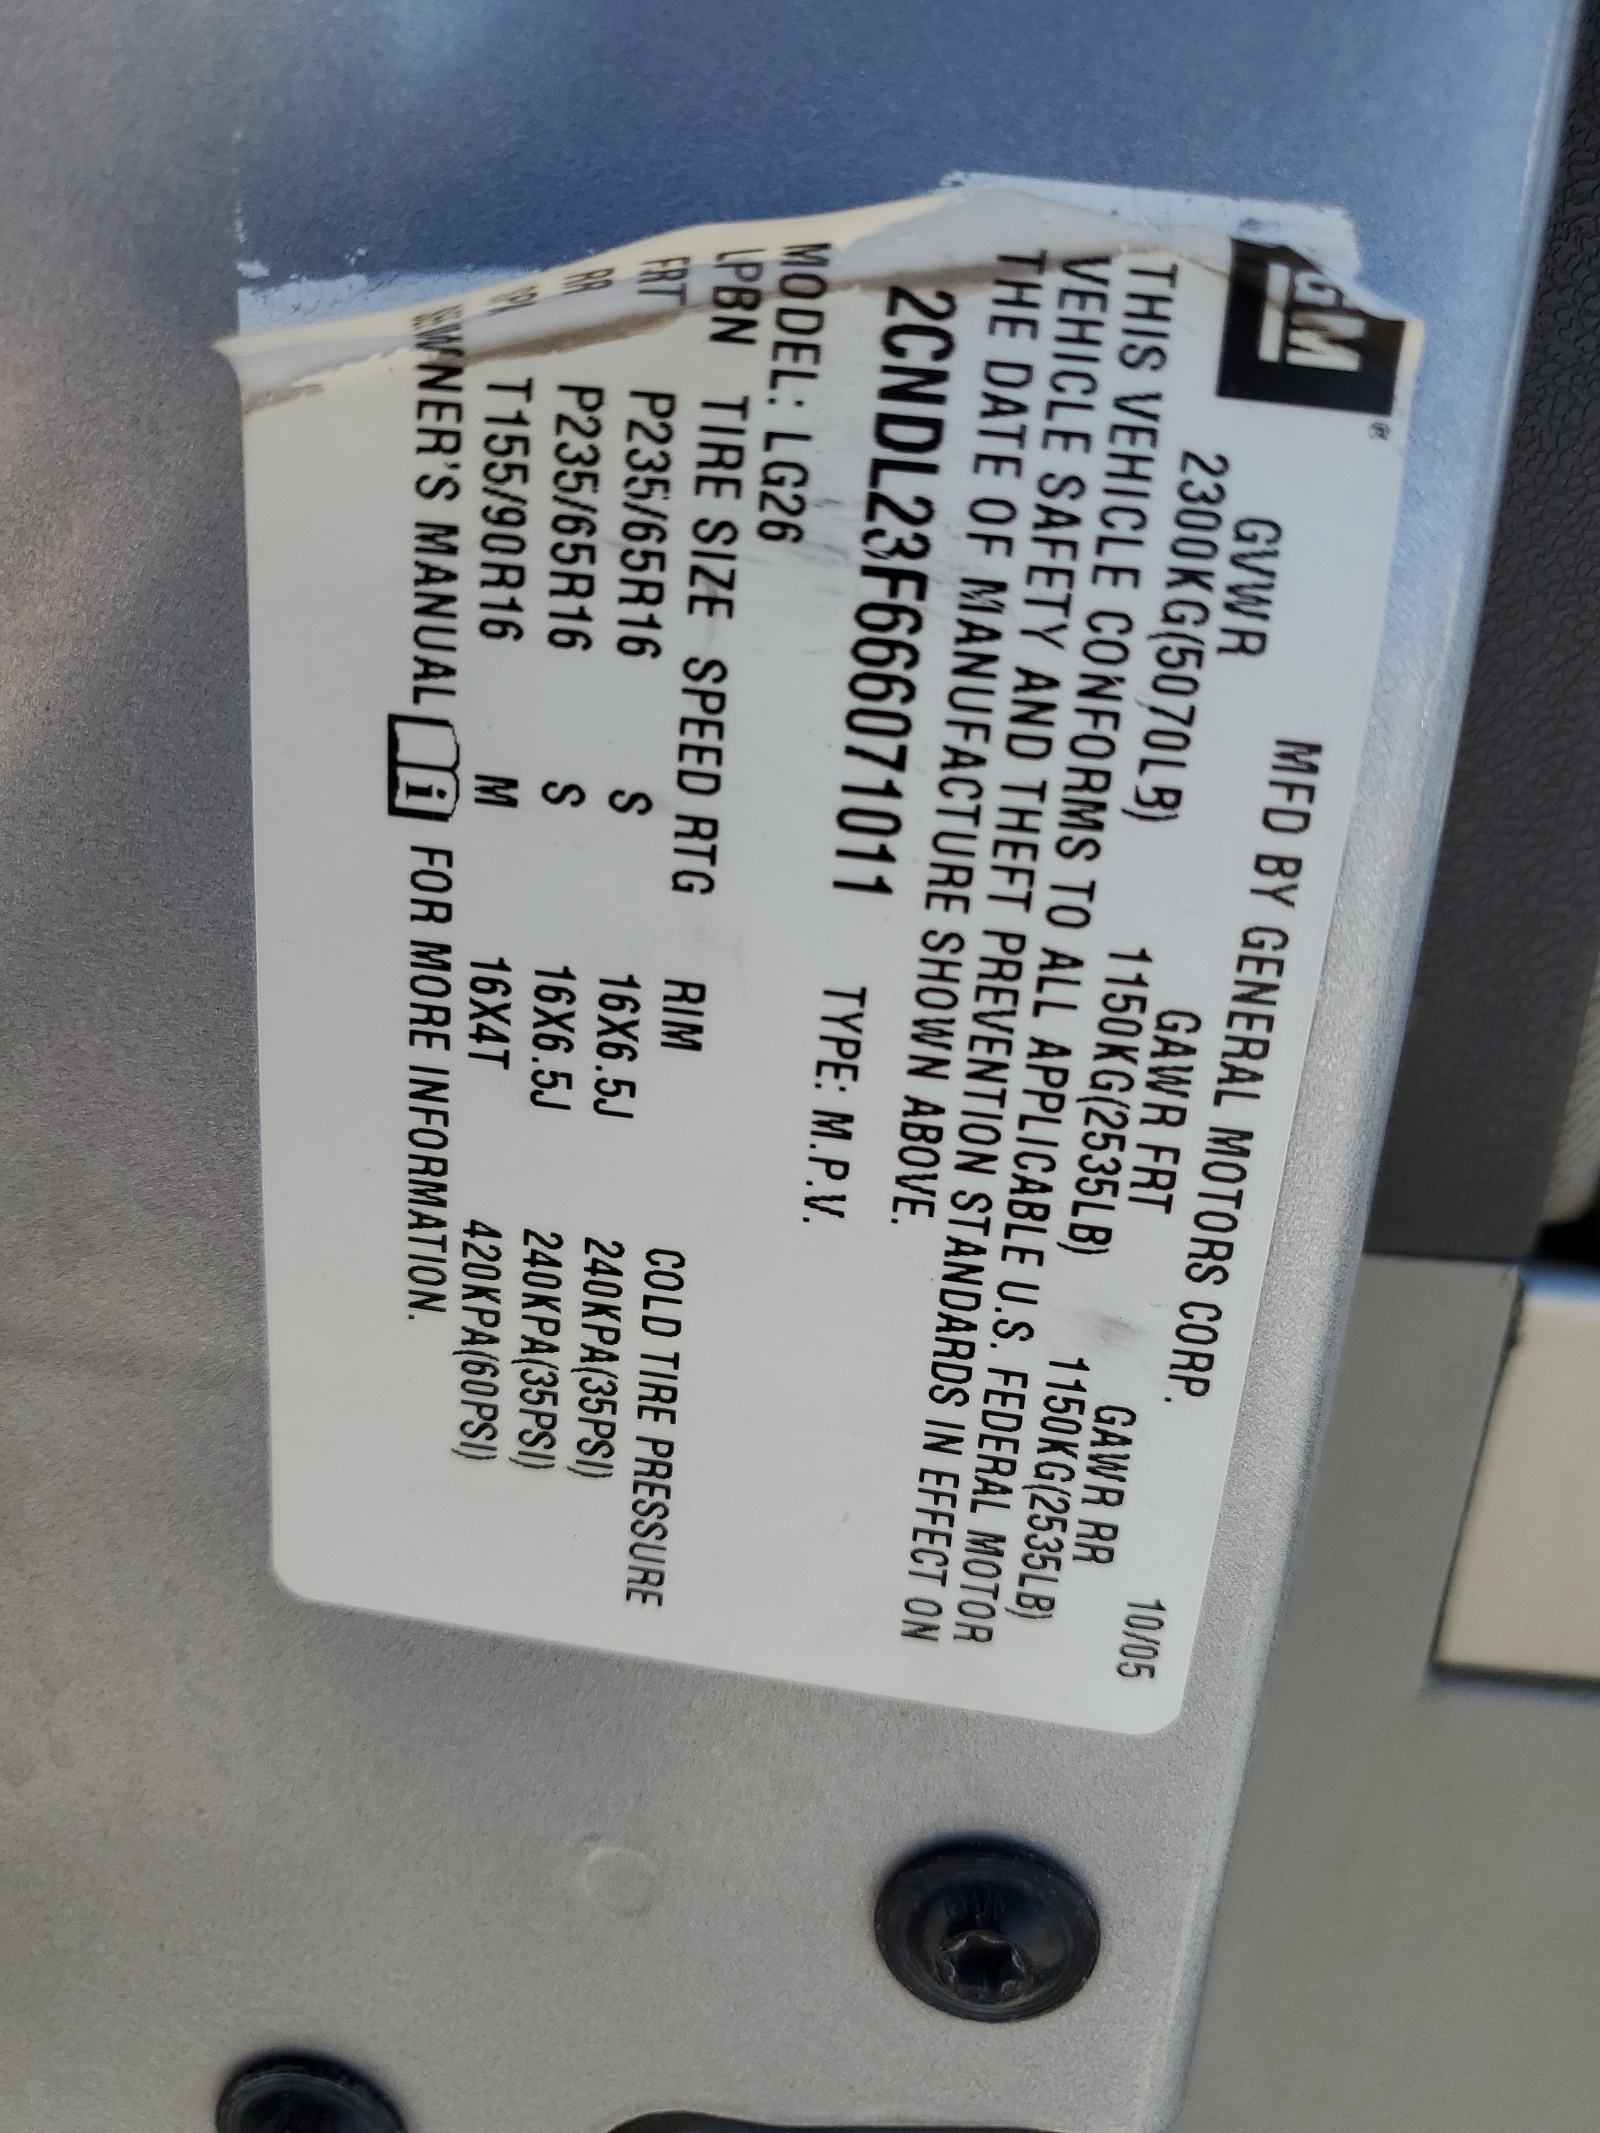 GM®
MFD BY GENERAL MOTORS CORP. 10/05
GVWR GAWR FRT GAWR RR
2300KG(5070LB) 1150KG(2535LB) 1150KG(2535LB)
THIS VEHICLE CONFORMS TO ALL APPLICABLE U.S. FEDERAL MOTOR
VEHICLE SAFETY AND THEFT PREVENTION STANDARDS IN EFFECT ON
THE DATE OF MANUFACTURE SHOWN ABOVE.
2CNDL23F666071011 TYPE: M.P.V.
MODEL: LG26
LPBN TIRE SIZE SPEED RTG RIM COLD TIRE PRESSURE
FRT P235/65R16 S 16X6.5J 240KPA(35PSI)
RR P235/65R16 S 16X6.5J 240KPA(35PSI)
T155/90R16 M 16X4T 420KPA(60PSI)
MANUAL i FOR MORE INFORMATION.